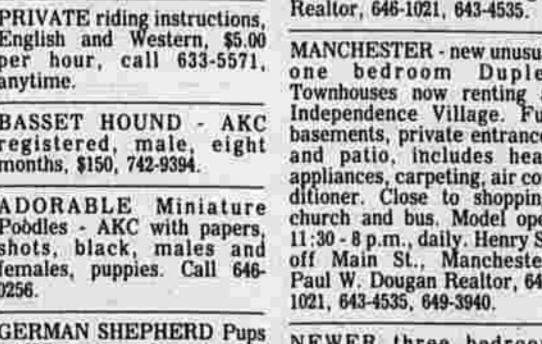 PRIVATE riding instructions,
English and Western, $5.00
per hour, call 633-5571,
anytime.
BASSET HOUND - AKC
registered, male, eight
months, $150, 742-9394.
ADORABLE Miniature
Poodles - AKC with papers,
shots, black, males and
females, puppies. Call 646-
0256.
GERMAN SHEPHERD Pups
Realtor, 646-1021, 643-4535.
MANCHESTER - new unusu
one bedroom Duple
Townhouses now renting
Independence Village. Fu
basements, private entranc
and patio, includes hea
appliances, carpeting, air co
ditioner. Close to shoppin
church and bus. Model ope
11:30 - 8 p.m., daily. Henry S
off Main St., Mancheste
Paul W. Dougan Realtor, 64
1021, 643-4535, 649-3940.
NEWER three bedroo